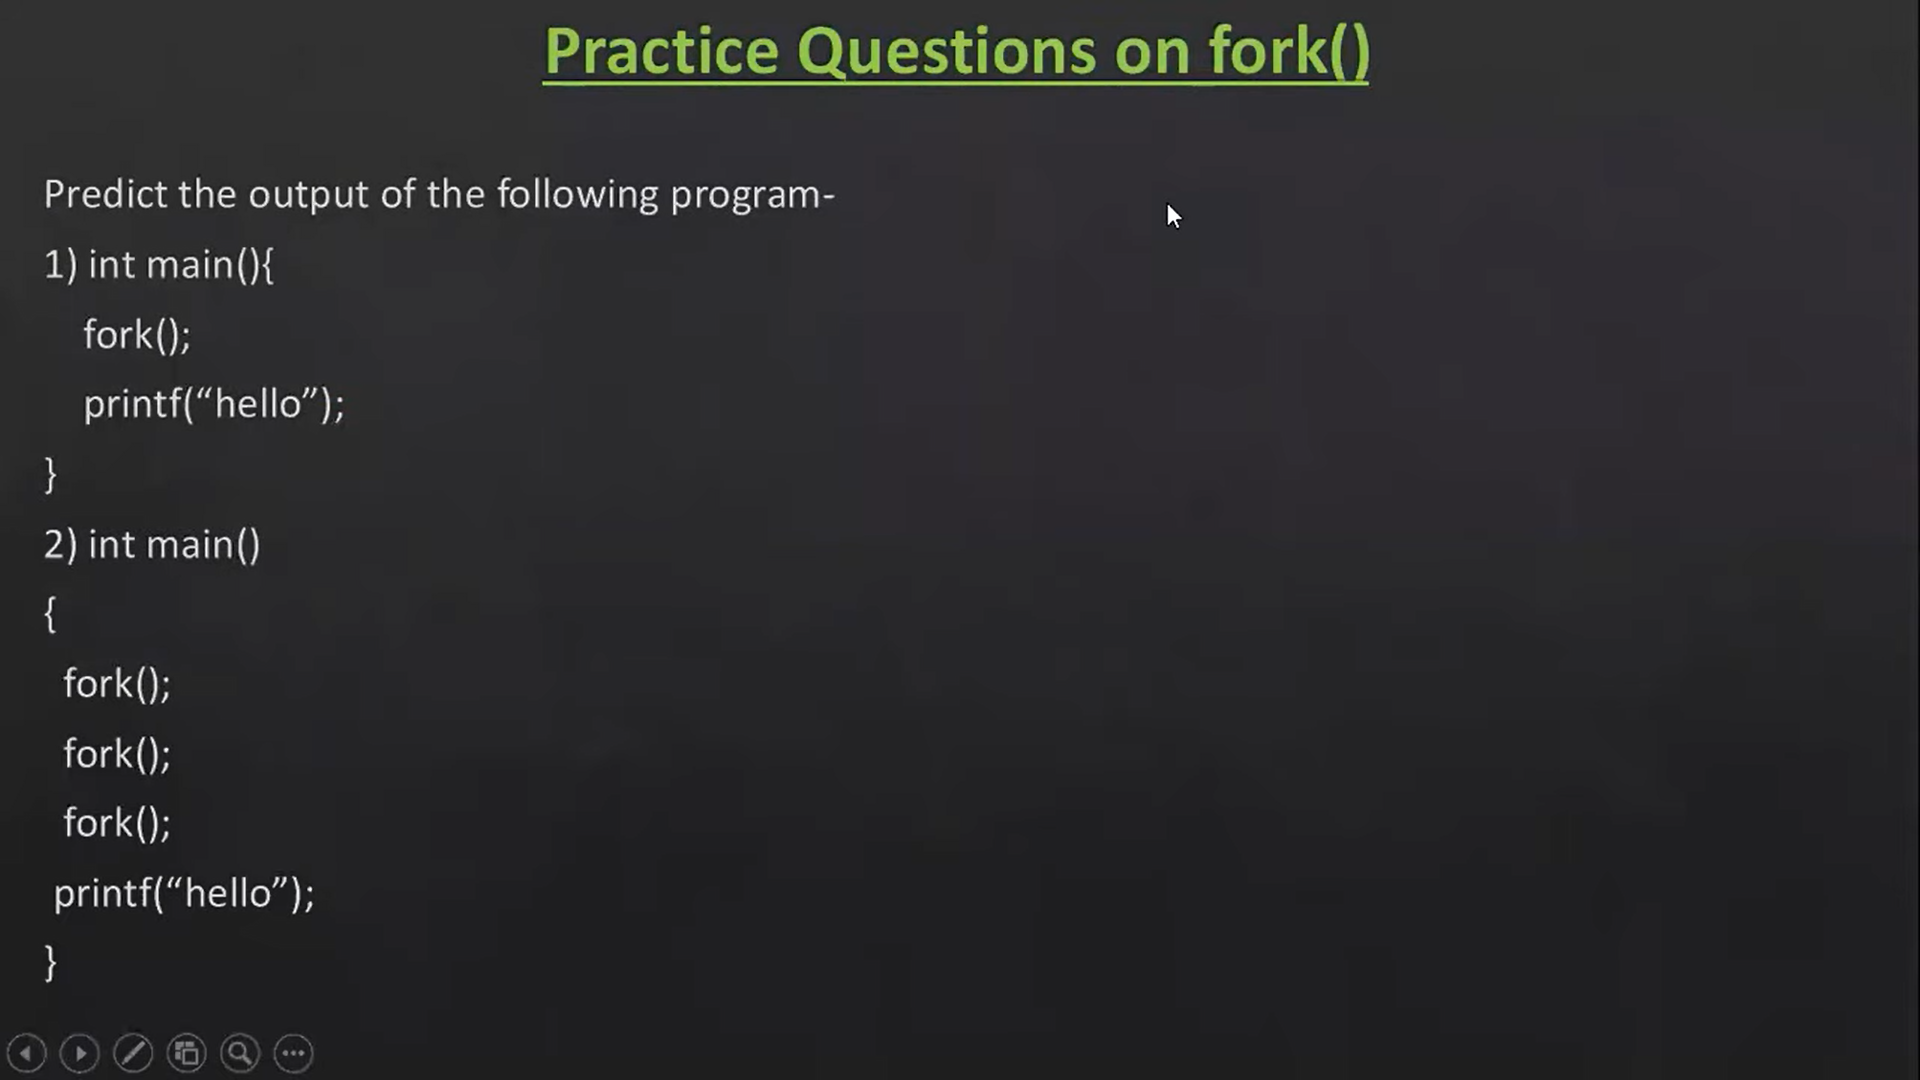 Practice Questions on fork()
Predict the output of the following program-
1) int main(){
fork();
printf(“hello”);
}
2) int main()
{
fork();
fork();
fork();
printf(“hello”);
}